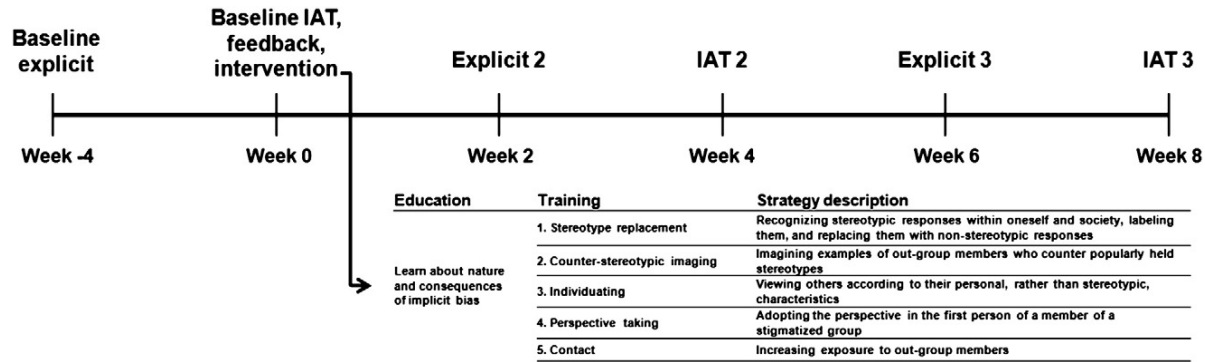 Baseline explicit
Baseline IAT, feedback, intervention
Explicit 2
IAT 2
Explicit 3
IAT 3
Week -4
Week 0
Week 2
Week 4
Week 6
Week 8
Education
Training
Strategy description
Learn about nature and consequences of implicit bias
1. Stereotype replacement
Recognizing stereotypic responses within oneself and society, labeling
them, and replacing them with non-stereotypic responses
2. Counter-stereotypic imaging
Imagining examples of out-group members who counter popularly held
stereotypes
3. Individuating
Viewing others according to their personal, rather than stereotypic,
characteristics
4. Perspective taking
Adopting the perspective in the first person of a member of a
stigmatized group
5. Contact
Increasing exposure to out-group members